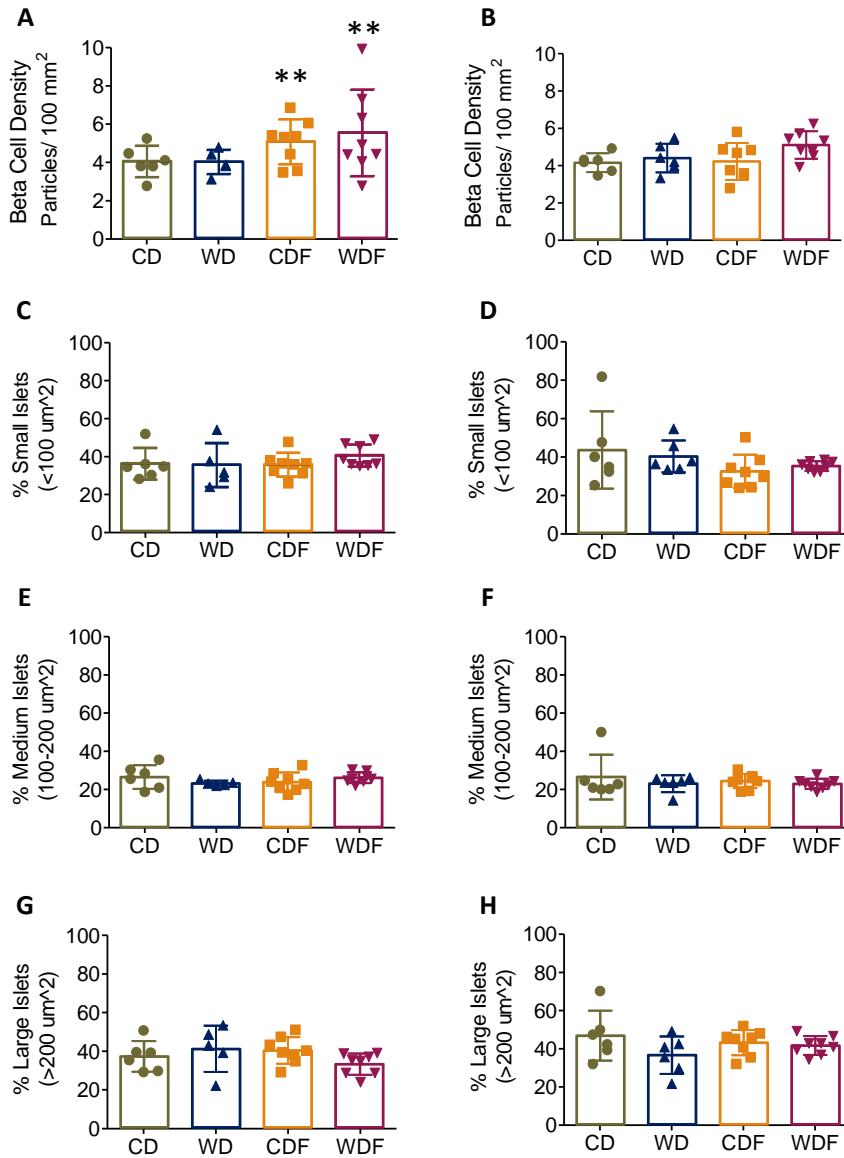 A
Beta Cell Density
Particles/ 100 mm²
10
8
6
4
2
0
**
**
CD WD CDF WDF
B
Beta Cell Density
Particles/ 100 mm²
10
8
6
4
2
0
CD WD CDF WDF
C
% Small Islets
(<100 um^2)
100
80
60
40
20
0
CD WD CDF WDF
D
% Small Islets
(<100 um^2)
100
80
60
40
20
0
CD WD CDF WDF
E
% Medium Islets
(100-200 um^2)
100
80
60
40
20
0
CD WD CDF WDF
F
% Medium Islets
(100-200 um^2)
100
80
60
40
20
0
CD WD CDF WDF
G
% Large Islets
(>200 um^2)
100
80
60
40
20
0
CD WD CDF WDF
H
% Large Islets
(>200 um^2)
100
80
60
40
20
0
CD WD CDF WDF